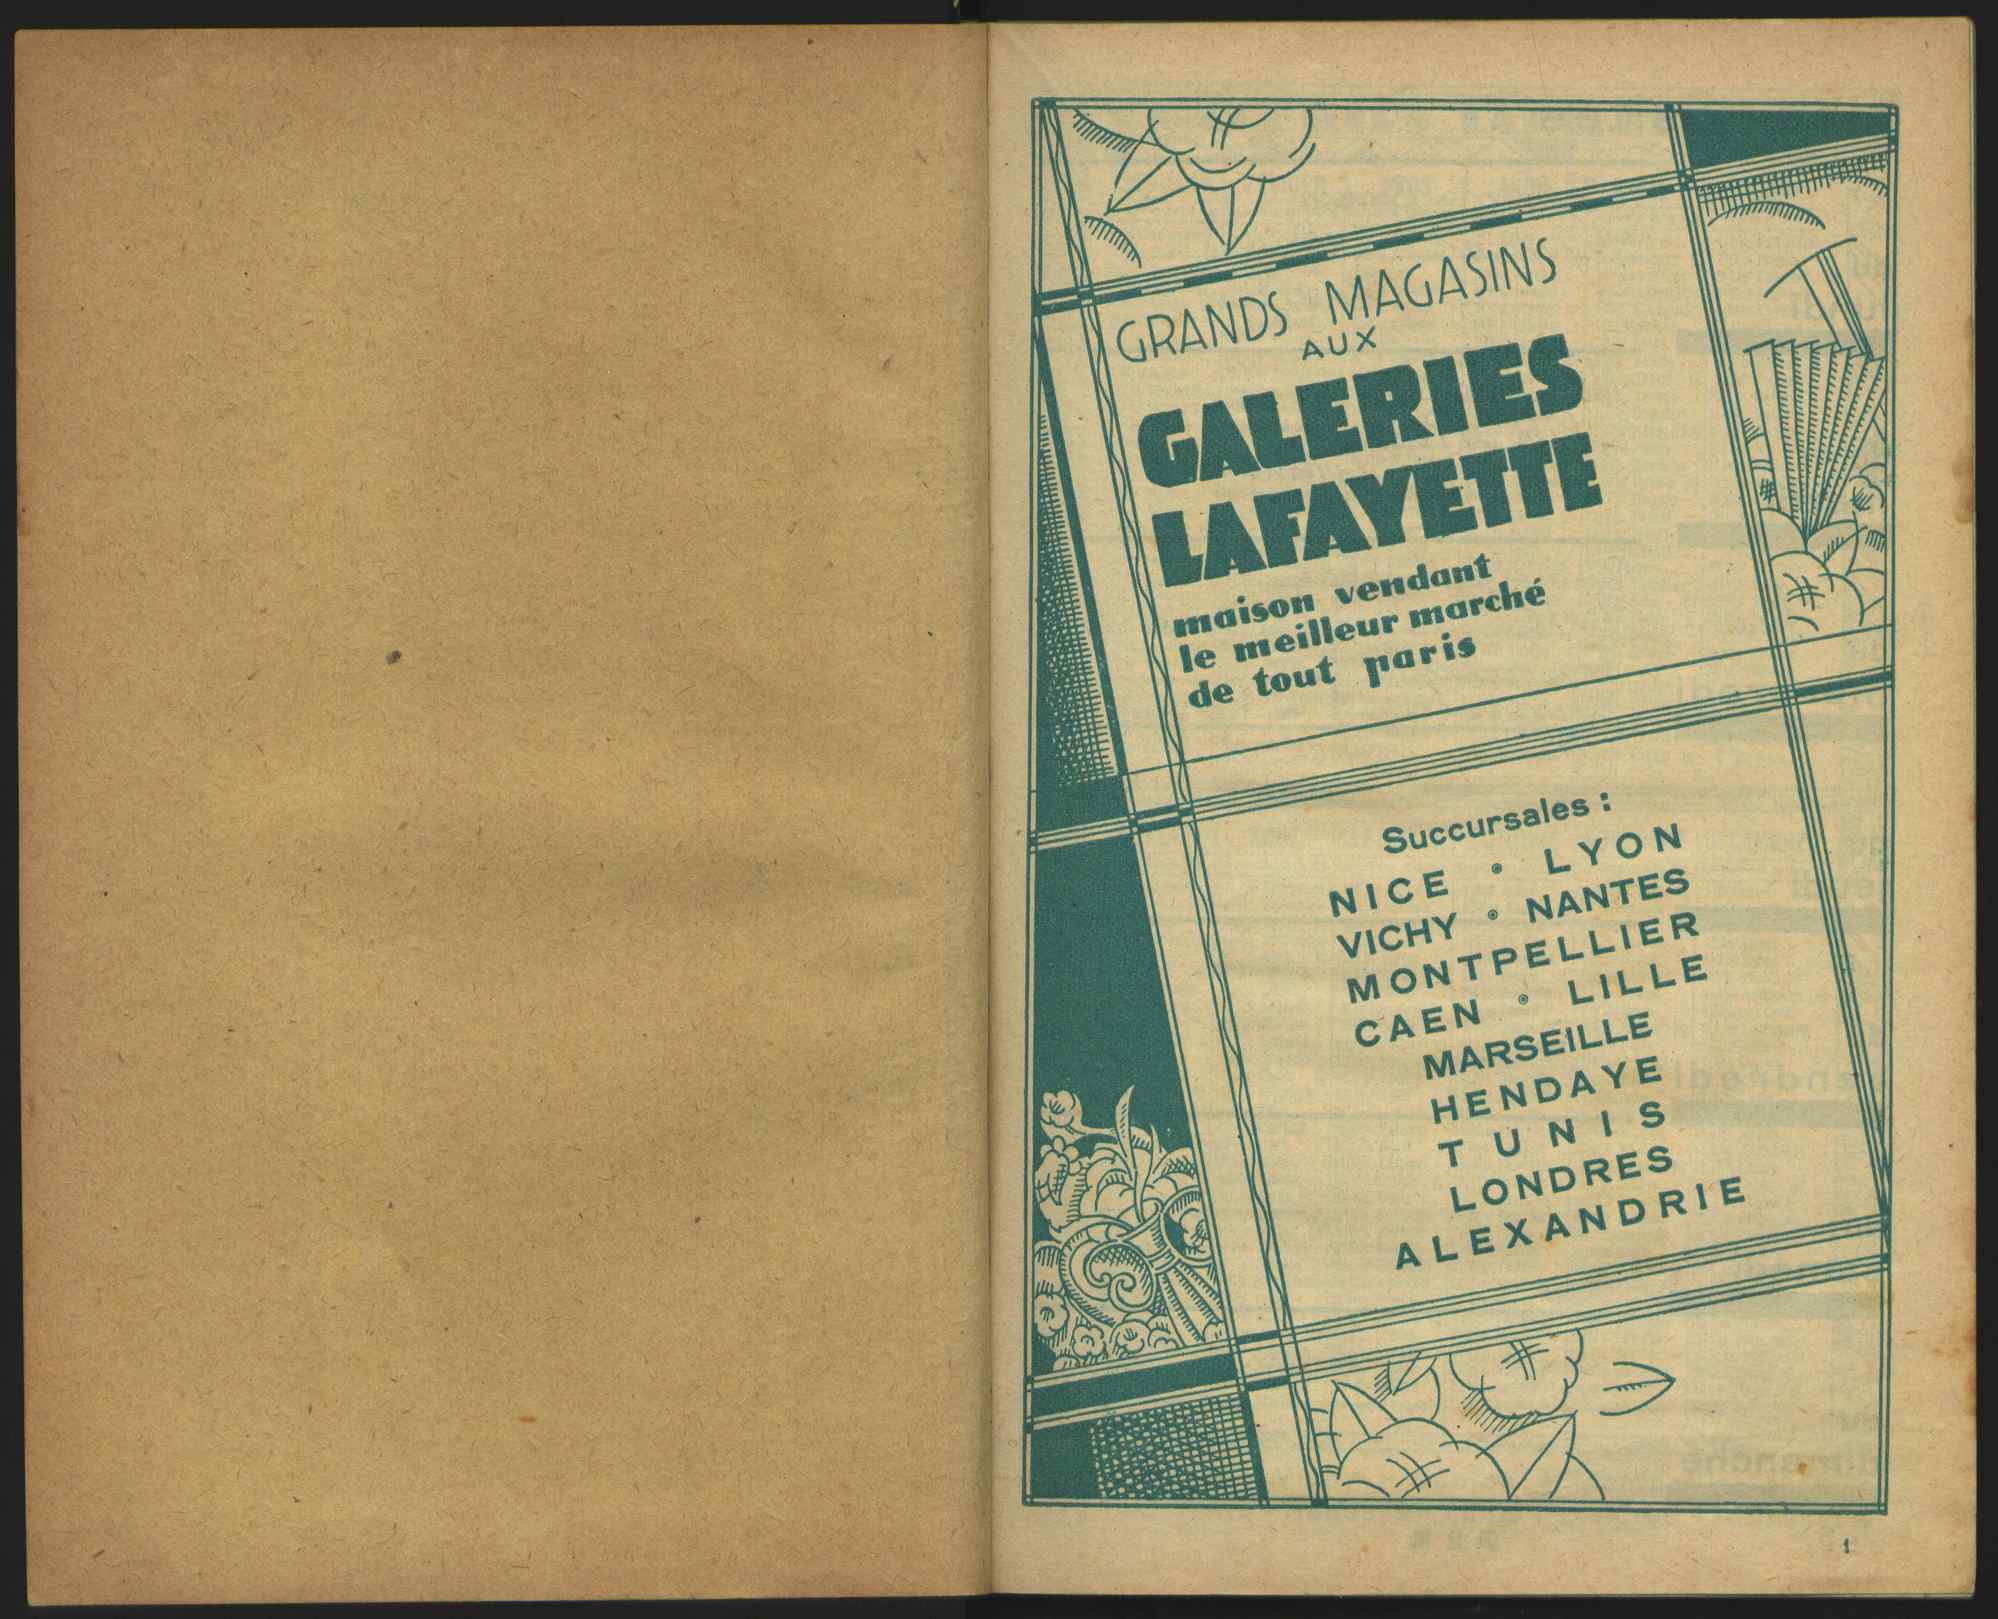 GRANDS MAGASINS
AUX
GALERIES
LAFAYETTE
maison vendant
le meilleur marché
de tout paris
Succursales :
NICE • LYON
VICHY • NANTES
MONTPELLIER
CAEN • LILLE
MARSEILLE
HENDAYE
TUNIS
LONDRES
ALEXANDRIE
1